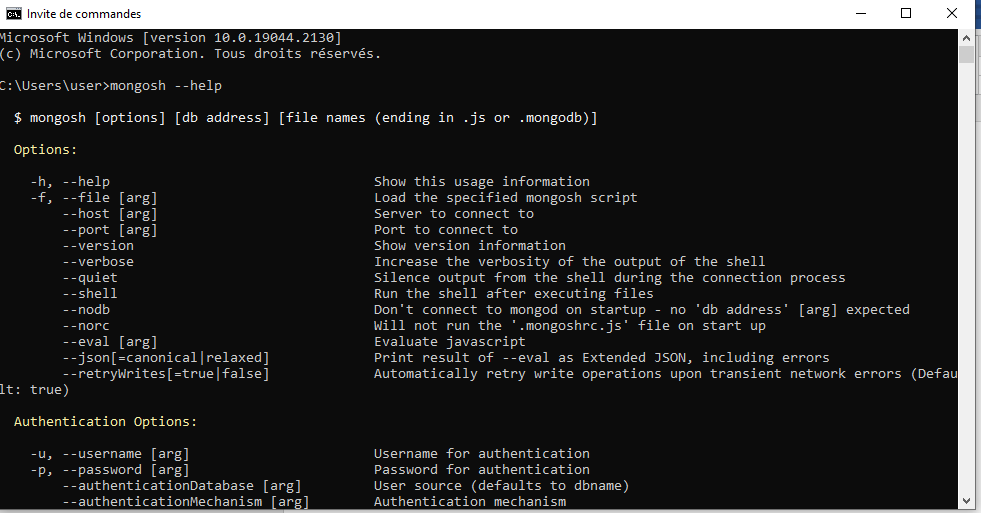 Invite de commandes
Microsoft Windows [version 10.0.19044.2130]
(c) Microsoft Corporation. Tous droits réservés.
C:\Users\user>mongosh --help
$ mongosh [options] [db address] [file names (ending in .js or .mongodb)]
Options:
-h, --help Show this usage information
-f, --file [arg] Load the specified mongosh script
--host [arg] Server to connect to
--port [arg] Port to connect to
--version Show version information
--verbose Increase the verbosity of the output of the shell
--quiet Silence output from the shell during the connection process
--shell Run the shell after executing files
--nodb Don't connect to mongod on startup - no 'db address' [arg] expected
--norc Will not run the '.mongoshrc.js' file on start up
--eval [arg] Evaluate javascript
--json[=canonical|relaxed] Print result of --eval as Extended JSON, including errors
--retryWrites[=true|false] Automatically retry write operations upon transient network errors (Defau
lt: true)
Authentication Options:
-u, --username [arg] Username for authentication
-p, --password [arg] Password for authentication
--authenticationDatabase [arg] User source (defaults to dbname)
--authenticationMechanism [arg] Authentication mechanism